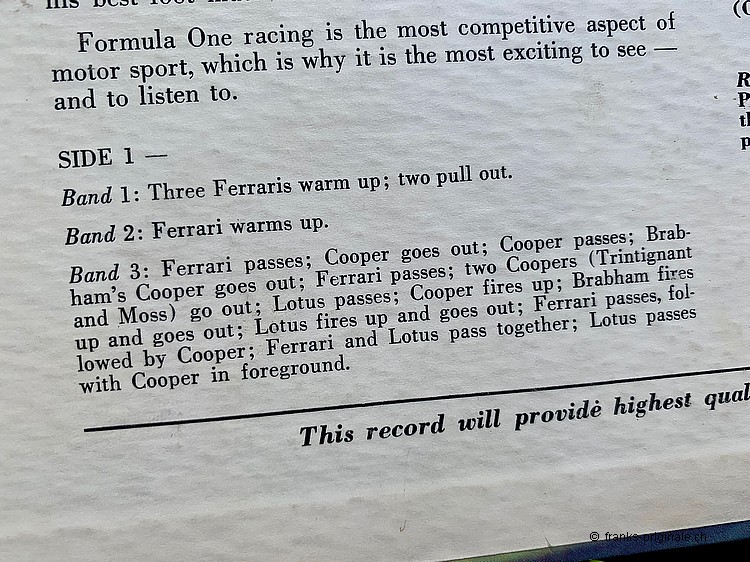 his best foot
Formula One racing is the most competitive aspect of
motor sport, which is why it is the most exciting to see —
and to listen to.
SIDE 1 —
Band 1: Three Ferraris warm up; two pull out.
Band 2: Ferrari warms up.
Band 3: Ferrari passes; Cooper goes out; Cooper passes; Brab-
ham's Cooper goes out; Ferrari passes; two Coopers (Trintignant
and Moss) go out; Lotus passes; Cooper fires up; Brabham fires
up and goes out; Lotus fires up and goes out; Ferrari passes, fol-
lowed by Cooper; Ferrari and Lotus pass together; Lotus passes
with Cooper in foreground.
This record will provide highest qual
© franks-originale.ch